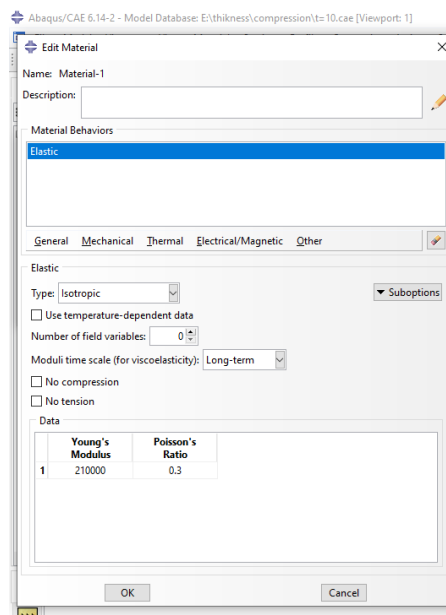 Abaqus/CAE 6.14-2 - Model Database: E:\thikness\compression\t=10.cae [Viewport: 1]
Edit Material
Name: Material-1
Description:
Material Behaviors
Elastic
General Mechanical Thermal Electrical/Magnetic Other
Elastic
Type: Isotropic
Suboptions
Use temperature-dependent data
Number of field variables: 0
Moduli time scale (for viscoelasticity): Long-term
No compression
No tension
Data
Young's Poisson's
Modulus Ratio
1 210000 0.3
OK Cancel